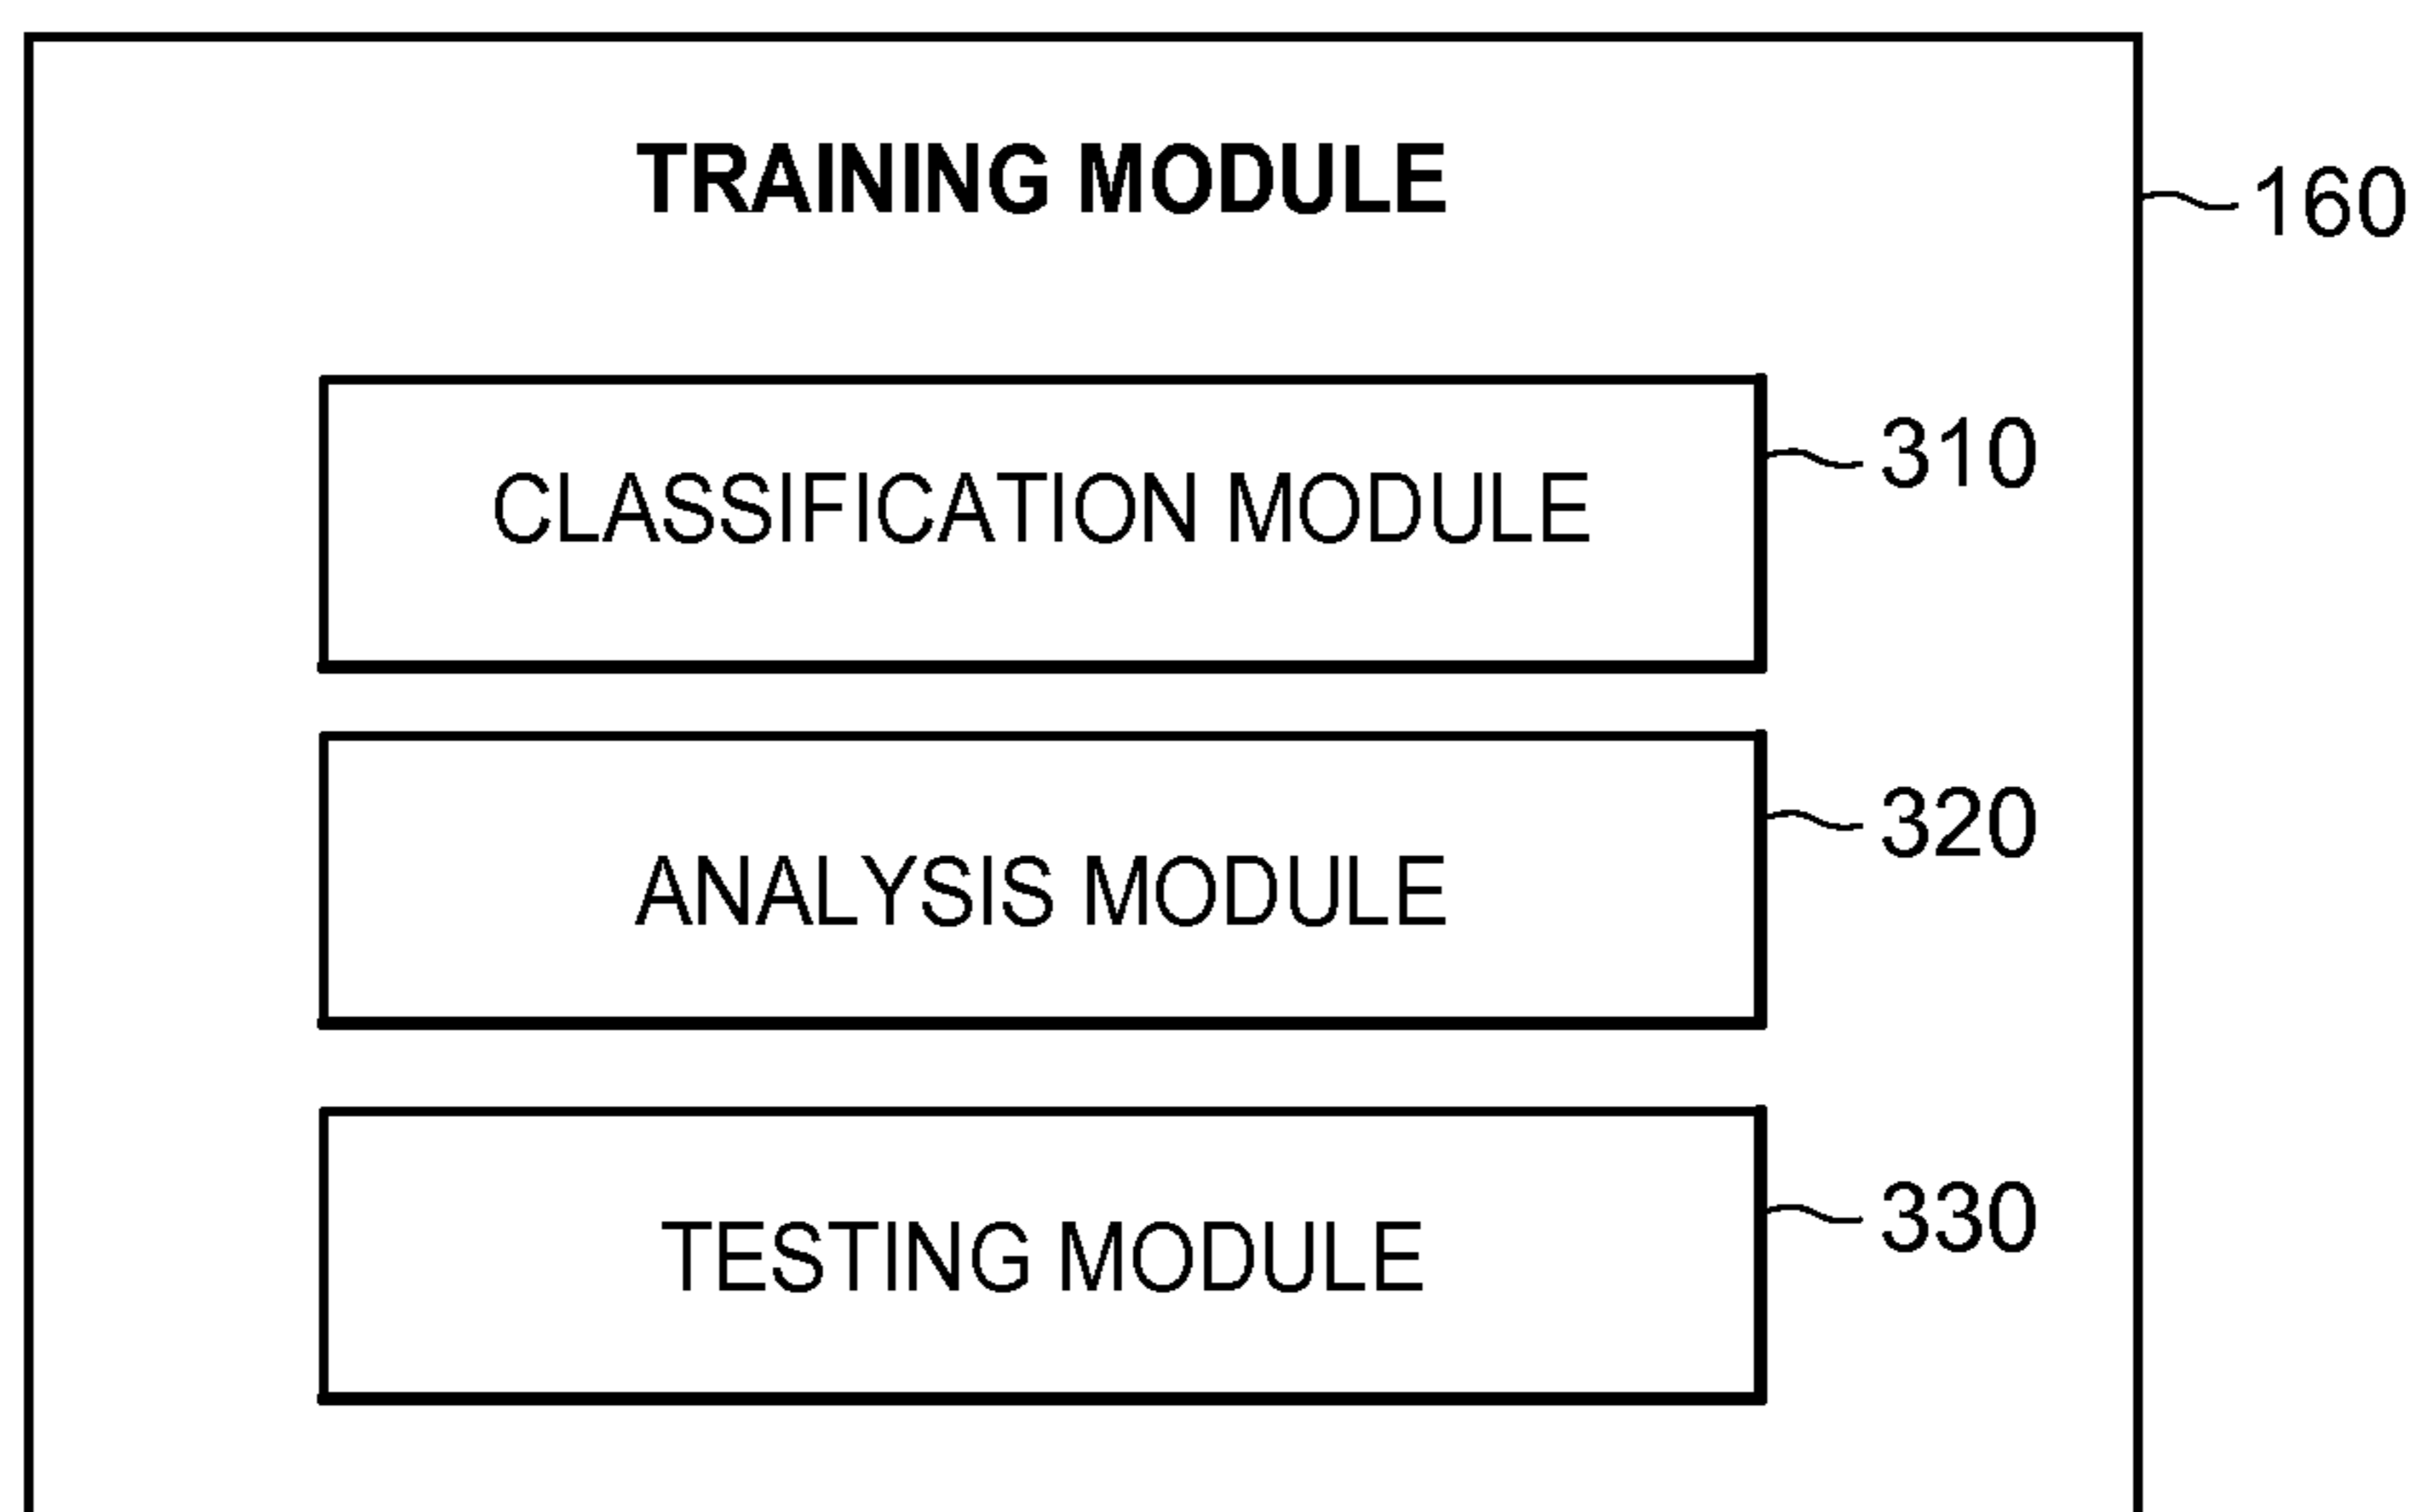 TRAINING MODULE
160
CLASSIFICATION MODULE
310
ANALYSIS MODULE
320
TESTING MODULE
330